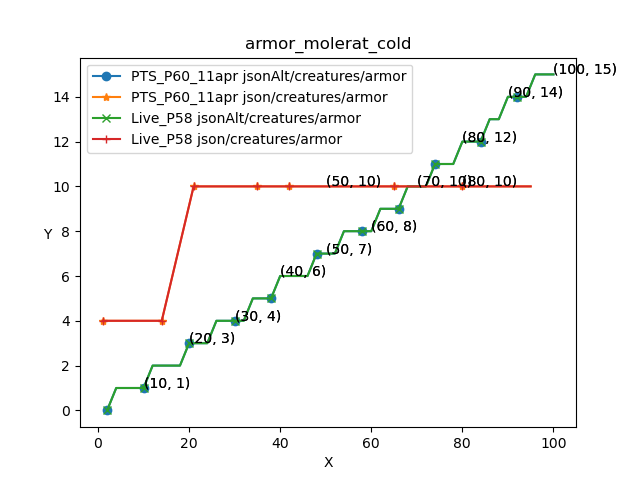 armor_molerat_cold
PTS_P60_11apr jsonAlt/creatures/armor
PTS_P60_11apr json/creatures/armor
Live_P58 jsonAlt/creatures/armor
Live_P58 json/creatures/armor
(100, 15)
(90, 14)
(80, 12)
(50, 10)
(70, 10)
(80, 10)
(60, 8)
(50, 7)
(40, 6)
(30, 4)
(20, 3)
(10, 1)
14
12
10
8
6
4
2
0
Y
0 20 40 60 80 100
X